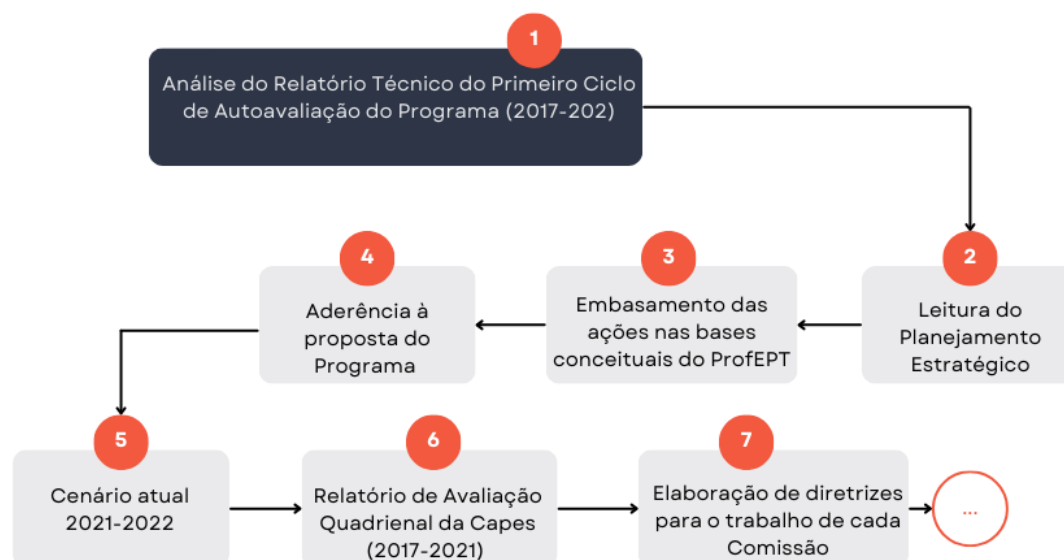 1
Análise do Relatório Técnico do Primeiro Ciclo
de Autoavaliação do Programa (2017-202)
2
Leitura do
Planejamento
Estratégico
3
Embasamento das
ações nas bases
conceituais do ProfEPT
4
Aderência à
proposta do
Programa
5
Cenário atual
2021-2022
6
Relatório de Avaliação
Quadrienal da Capes
(2017-2021)
7
Elaboração de diretrizes
para o trabalho de cada
Comissão
...